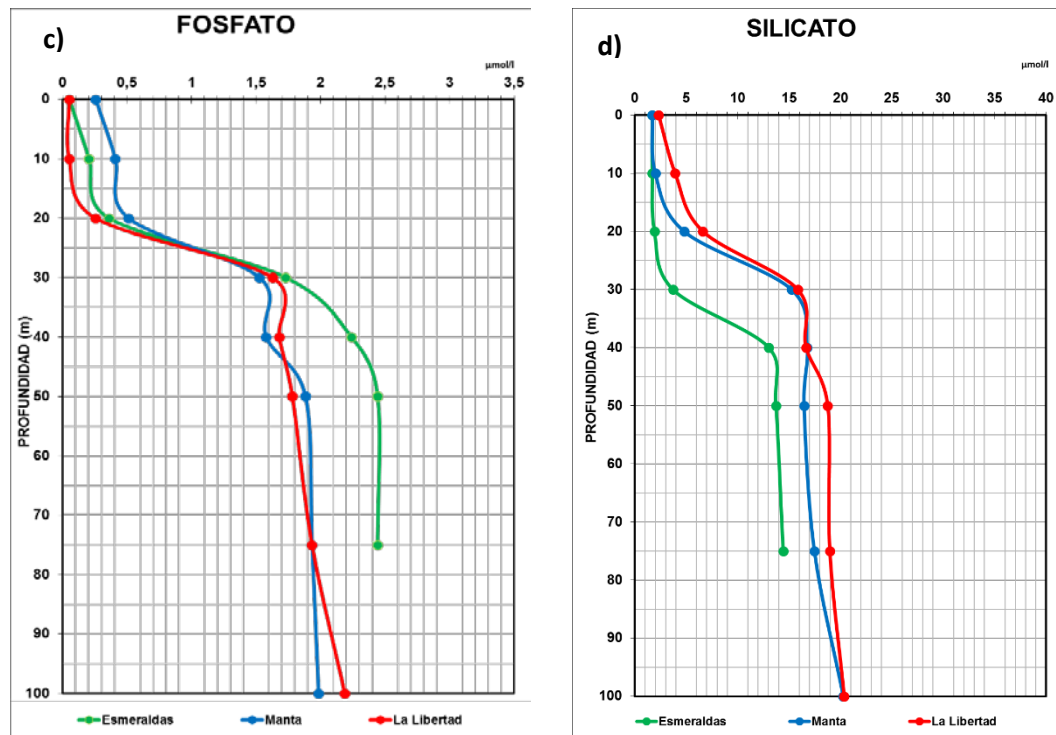 c)
FOSFATO
µmol/l
0 0,5 1 1,5 2 2,5 3 3,5
PROFUNDIDAD (m)
0
10
20
30
40
50
60
70
80
90
100
Esmeraldas Manta La Libertad
d)
SILICATO
µmol/l
0 5 10 15 20 25 30 35 40
PROFUNDIDAD (m)
0
10
20
30
40
50
60
70
80
90
100
Esmeraldas Manta La Libertad